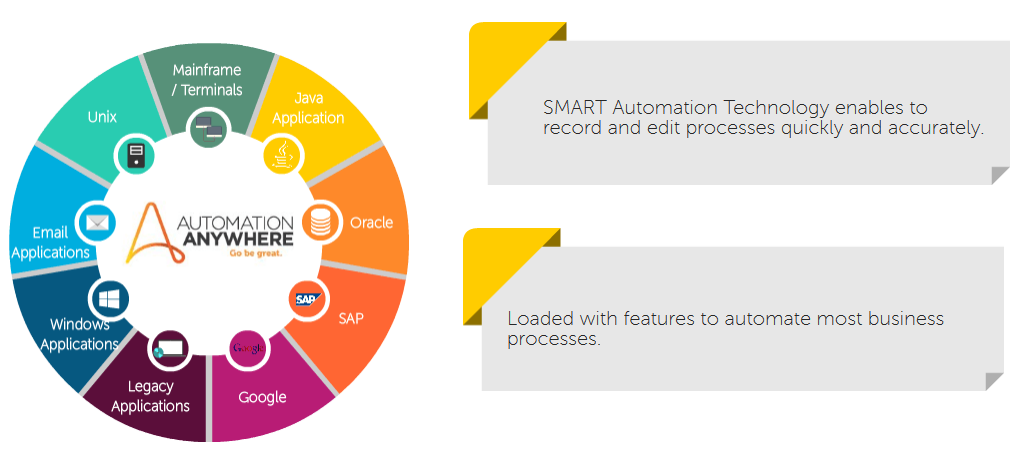 Mainframe
/ Terminals
Java
Application
Oracle
SAP
SAP
Google
Google
Legacy
Applications
Windows
Applications
Email
Applications
Unix
AUTOMATION
ANYWHERE
Go be great.
SMART Automation Technology enables to
record and edit processes quickly and accurately.
Loaded with features to automate most business
processes.